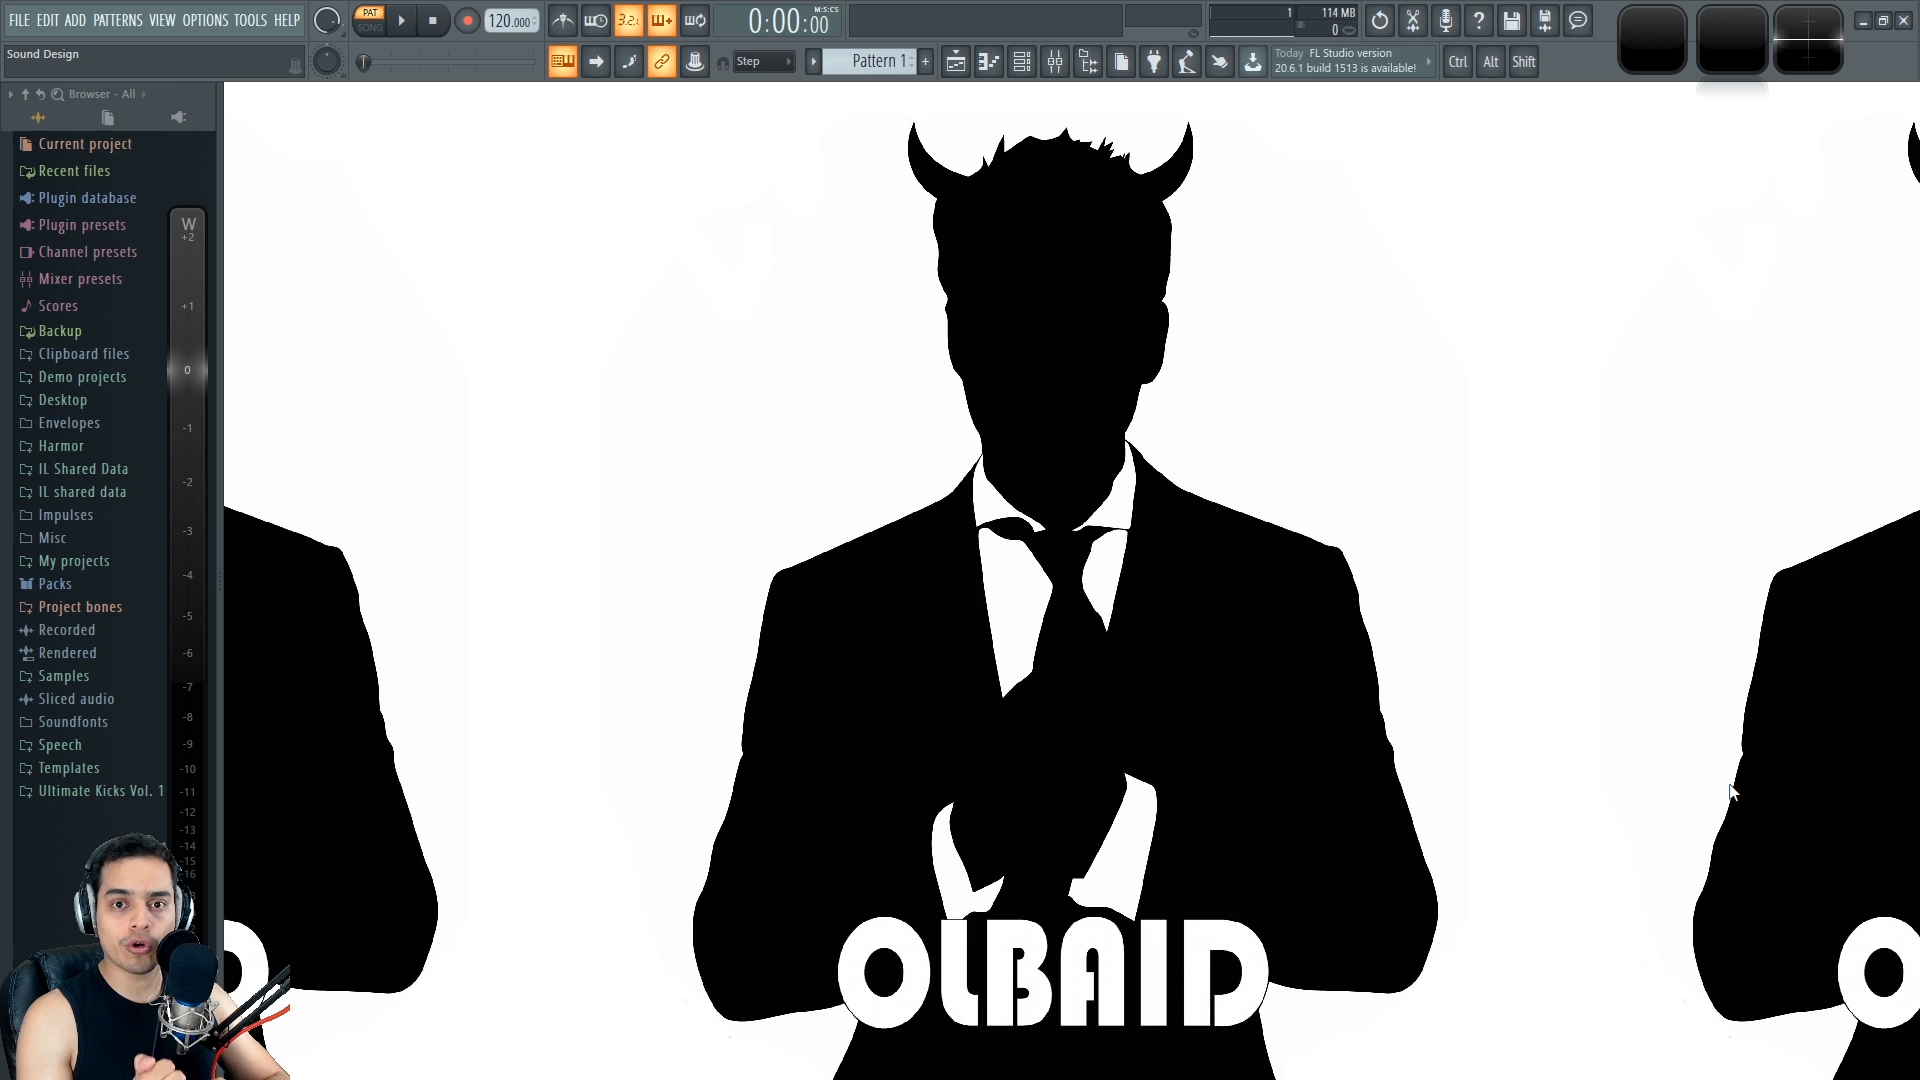 FILE EDIT ADD PATTERNS VIEW OPTIONS TOOLS HELP
PAT
SONG
120.000
3.2.
0:00:00
M:S:CS
1
114 MB
0
Sound Design
Step
Pattern 1
+
Today FL Studio version
20.6.1 build 1513 is available!
Ctrl
Alt
Shift
Browser - All
Current project
Recent files
Plugin database
Plugin presets
Channel presets
Mixer presets
Scores
Backup
Clipboard files
Demo projects
Desktop
Envelopes
Harmor
IL Shared Data
IL shared data
Impulses
Misc
My projects
Packs
Project bones
Recorded
Rendered
Samples
Sliced audio
Soundfonts
Speech
Templates
Ultimate Kicks Vol. 1
W
+2
+1
0
-1
-2
-3
-4
-5
-6
-7
-8
-9
-10
-11
-12
-13
-14
-15
-16
D
OLBAID
O